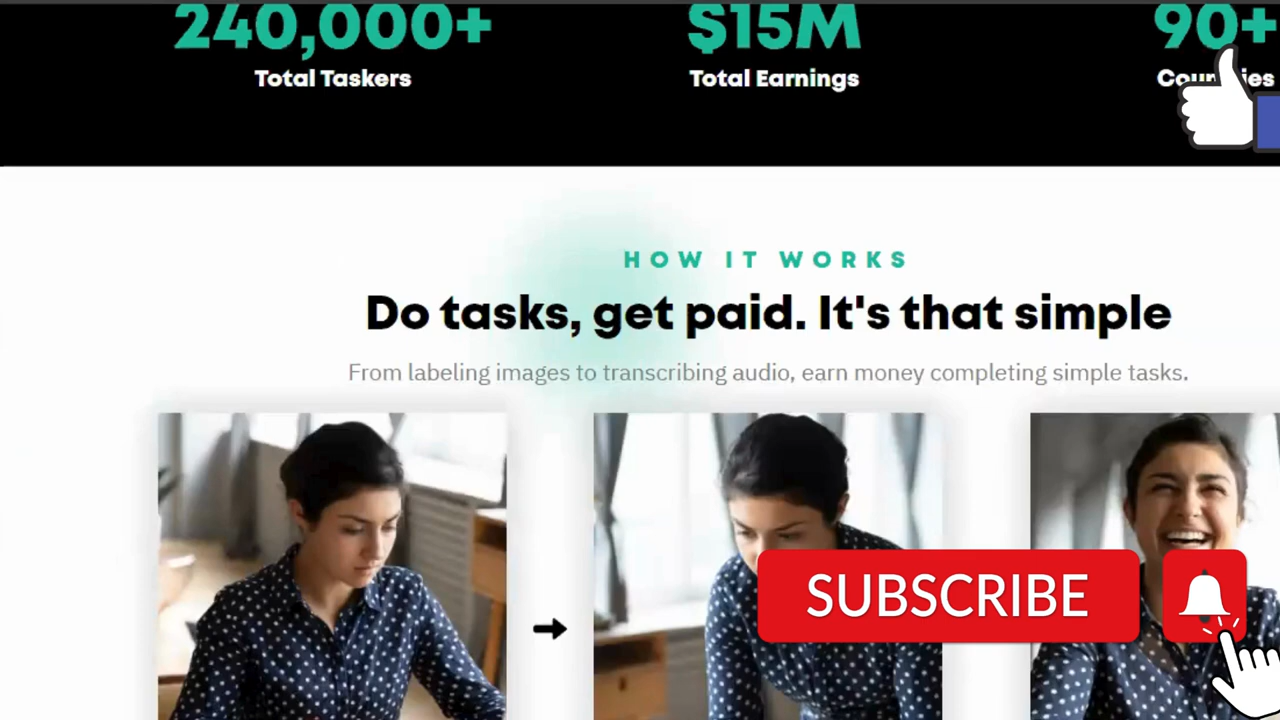 240,000+
$15M
90+
Total Taskers
Total Earnings
Countries
HOW IT WORKS
Do tasks, get paid. It's that simple
From labeling images to transcribing audio, earn money completing simple tasks.
SUBSCRIBE